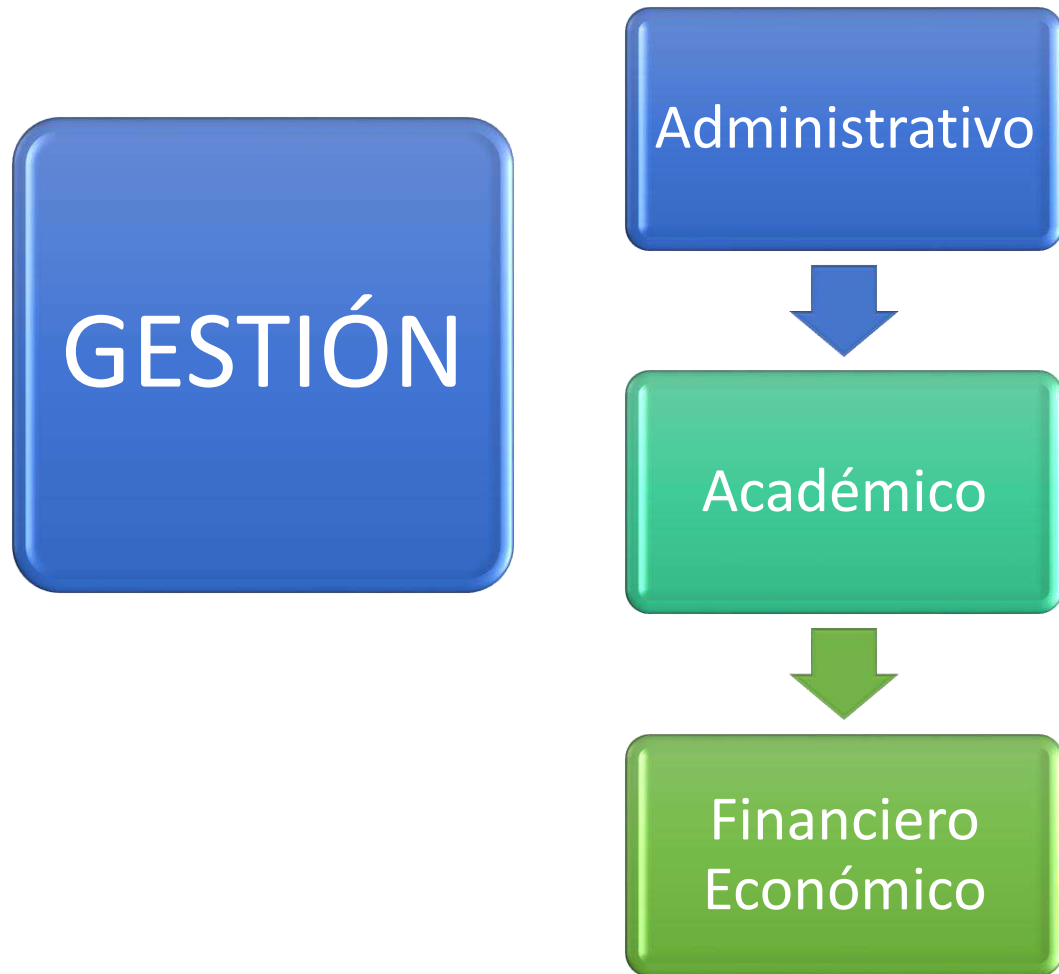 GESTIÓN
Administrativo
Académico
Financiero
Económico